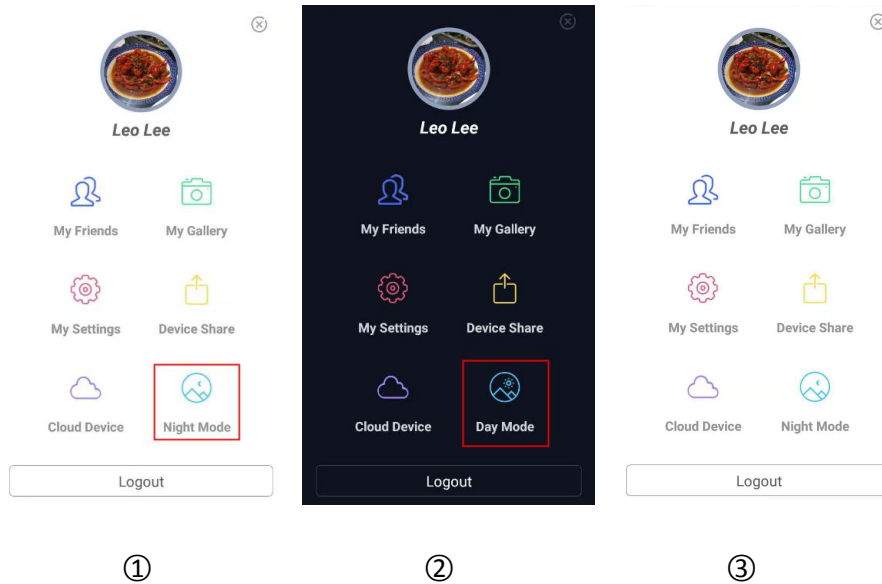 Leo Lee
My Friends My Gallery
My Settings Device Share
Cloud Device Night Mode
Logout
Leo Lee
My Friends My Gallery
My Settings Device Share
Cloud Device Day Mode
Logout
Leo Lee
My Friends My Gallery
My Settings Device Share
Cloud Device Night Mode
Logout
① ② ③